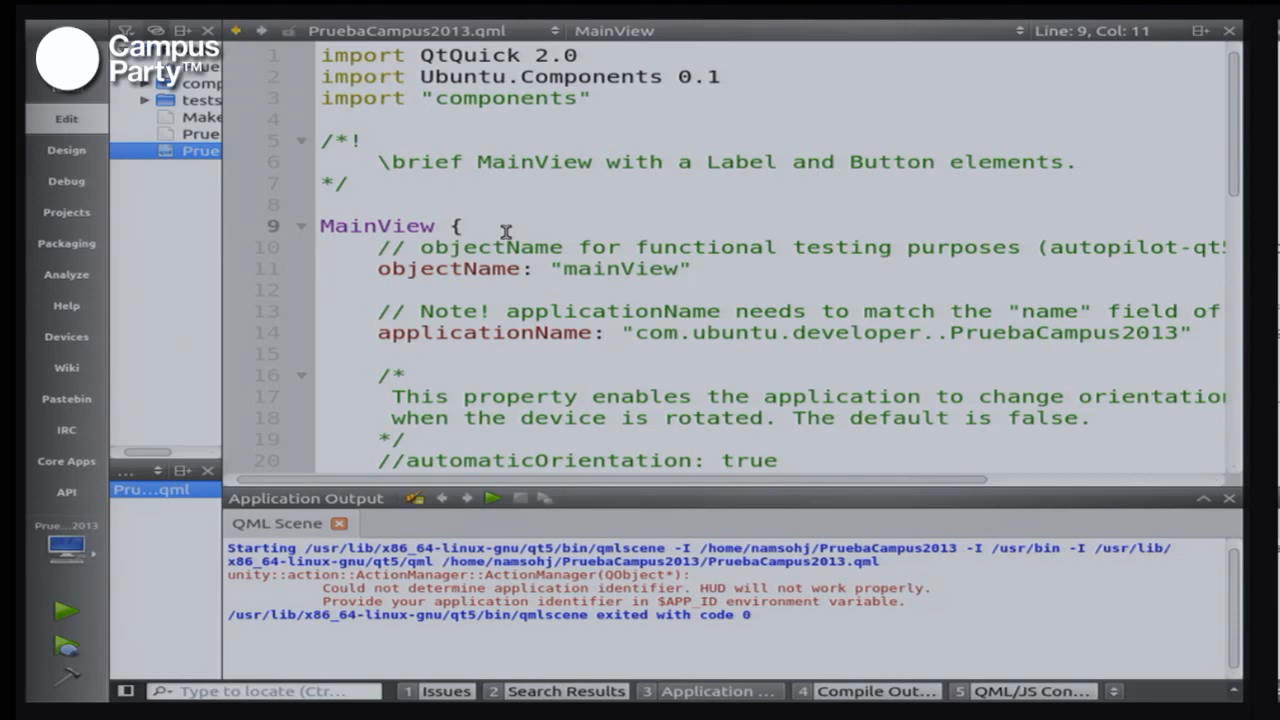 Campus
Party™
PruebaCampus2013.qml
MainView
Line: 9, Col: 11
comp
tests
Make
Prue
Prue
Edit
Design
Debug
Projects
Packaging
Analyze
Help
Devices
Wiki
Pastebin
IRC
Core Apps
API
Prue...2013
...
Pru...qml
1 import QtQuick 2.0
2 import Ubuntu.Components 0.1
3 import "components"
4
5 /*!
6 \brief MainView with a Label and Button elements.
7 */
8
9 MainView {
10 // objectName for functional testing purposes (autopilot-qt5
11 objectName: "mainView"
12
13 // Note! applicationName needs to match the "name" field of
14 applicationName: "com.ubuntu.developer..PruebaCampus2013"
15
16 /*
17 This property enables the application to change orientation
18 when the device is rotated. The default is false.
19 */
20 //automaticOrientation: true
Application Output
QML Scene
Starting /usr/lib/x86_64-linux-gnu/qt5/bin/qmlscene -I /home/namsohj/PruebaCampus2013 -I /usr/bin -I /usr/lib/
x86_64-linux-gnu/qt5/qml /home/namsohj/PruebaCampus2013/PruebaCampus2013.qml
unity::action::ActionManager::ActionManager(QObject*):
Could not determine application identifier. HUD will not work properly.
Provide your application identifier in $APP_ID environment variable.
/usr/lib/x86_64-linux-gnu/qt5/bin/qmlscene exited with code 0
Type to locate (Ctr...
1 Issues
2 Search Results
3 Application ...
4 Compile Out...
5 QML/JS Con...